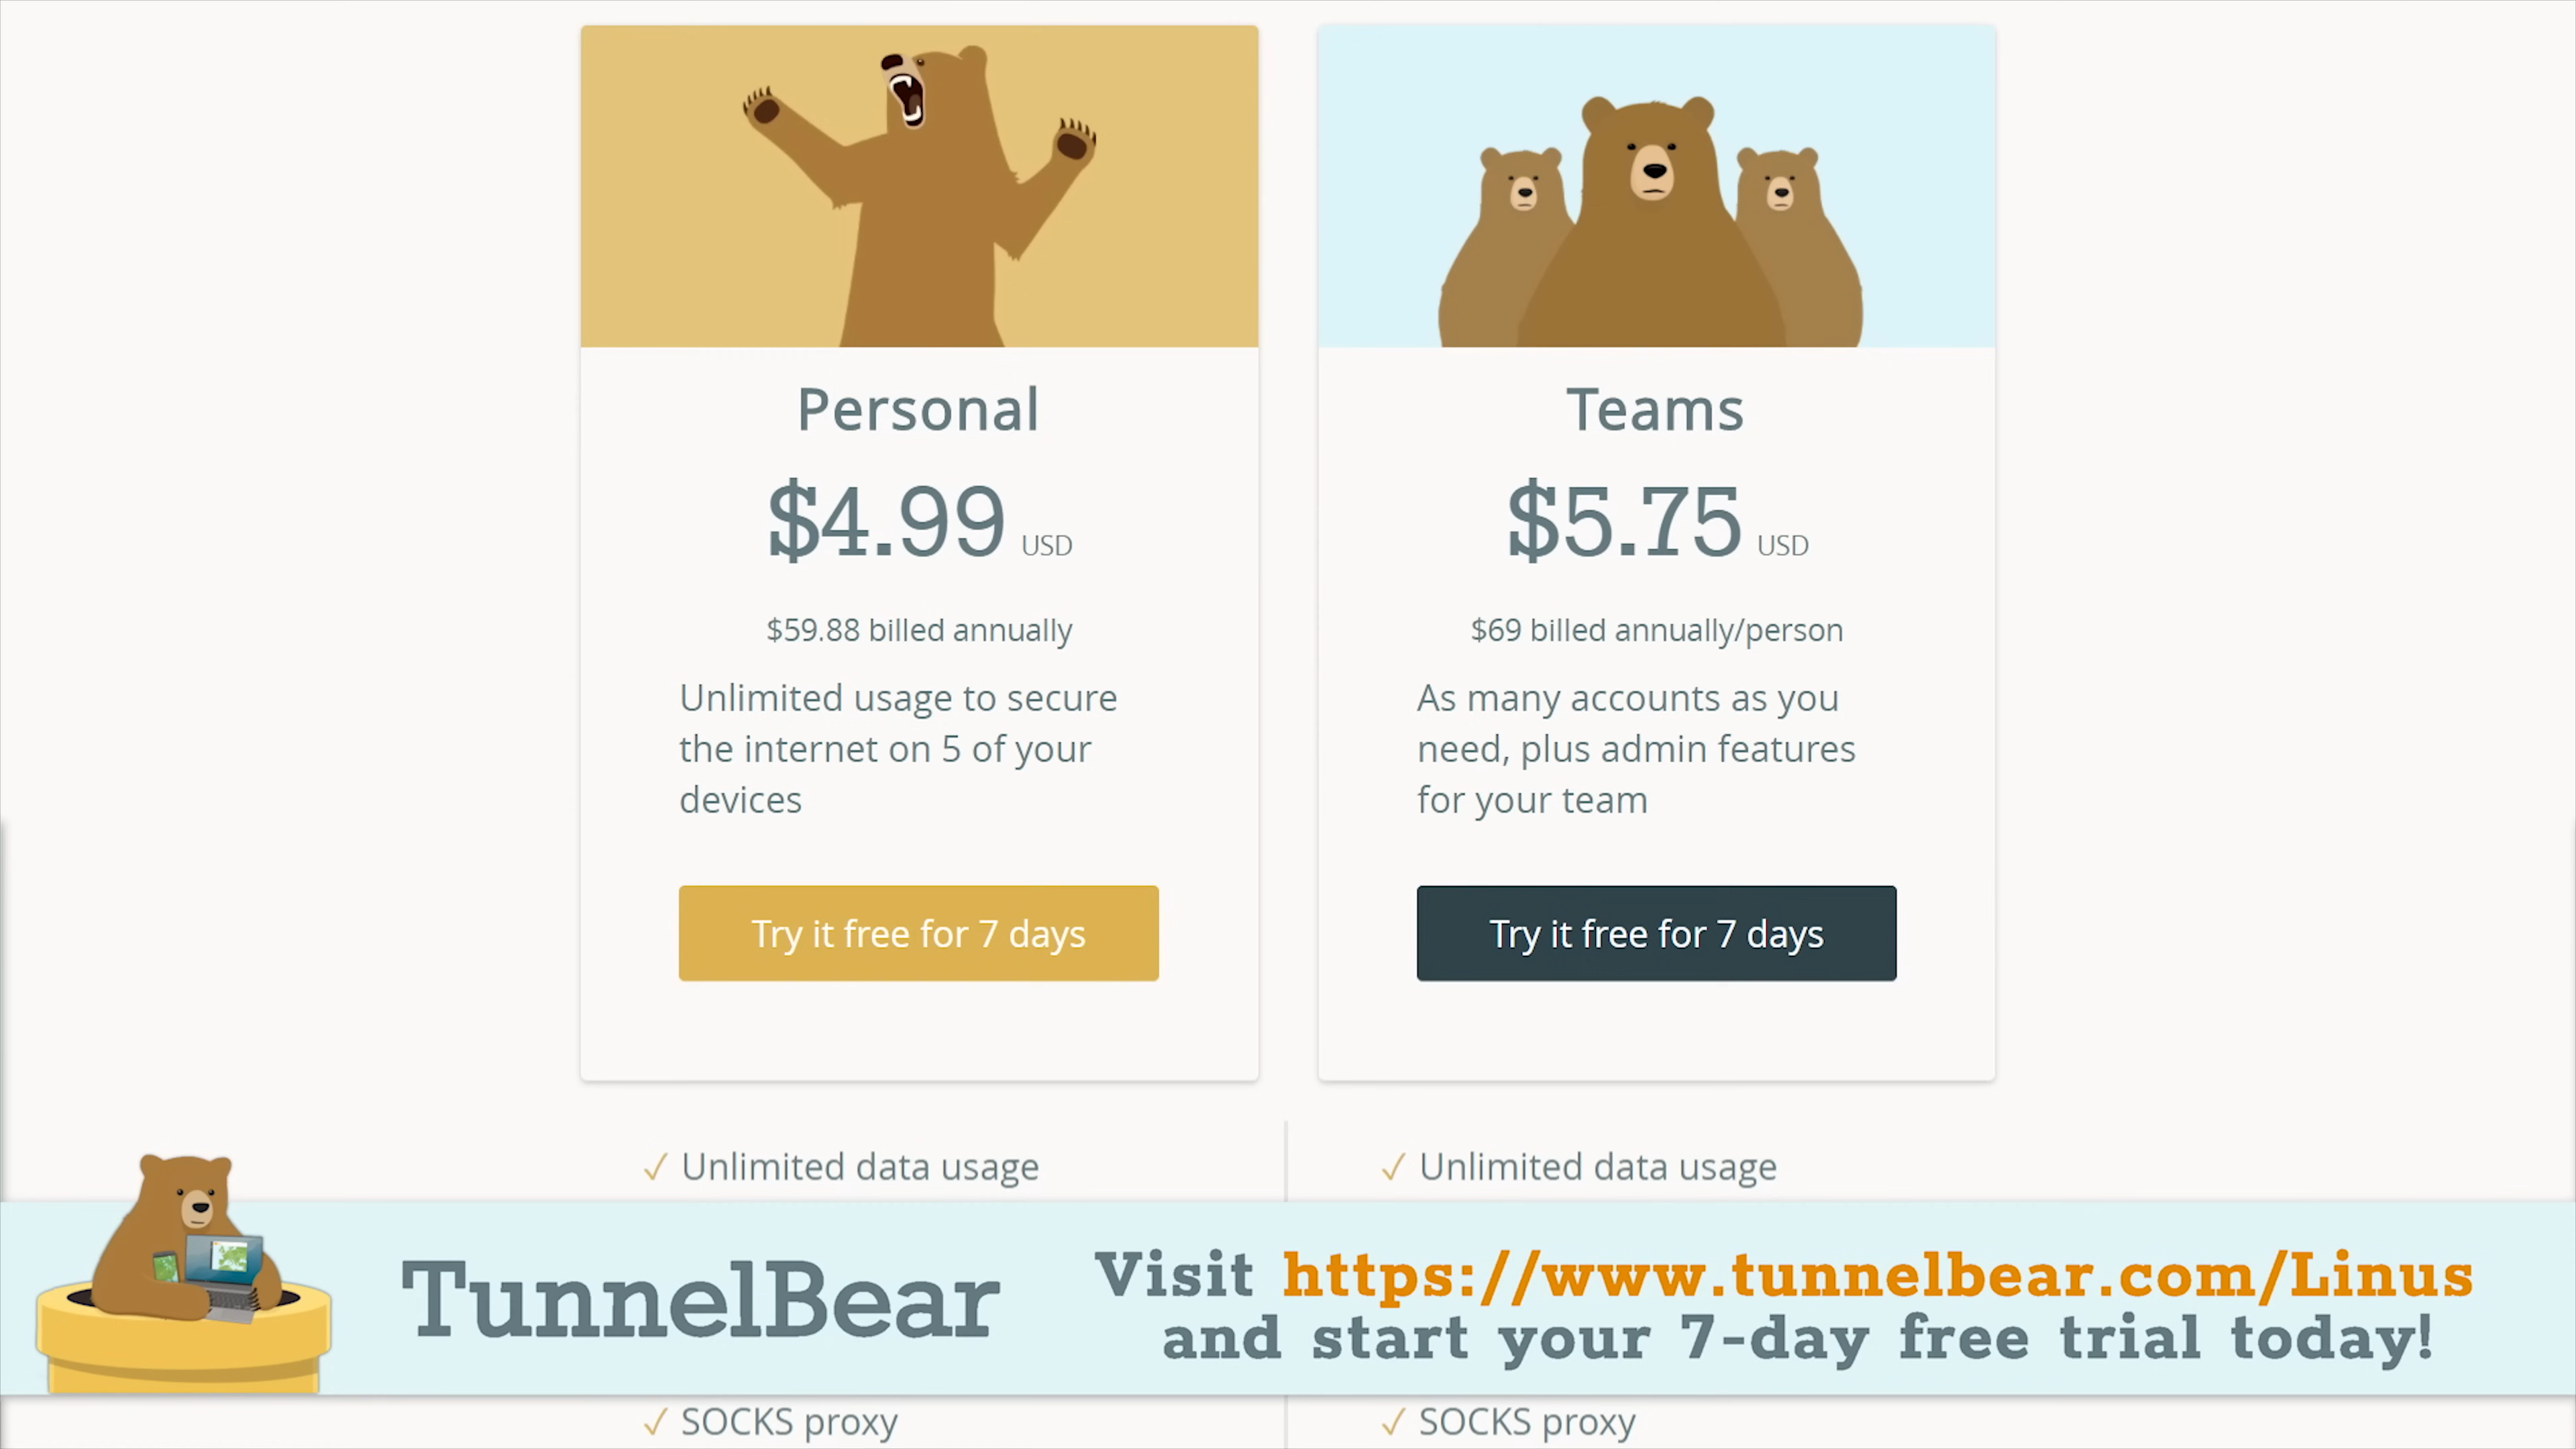 Personal
$4.99 USD
$59.88 billed annually
Unlimited usage to secure
the internet on 5 of your
devices
Try it free for 7 days
Teams
$5.75 USD
$69 billed annually/person
As many accounts as you
need, plus admin features
for your team
Try it free for 7 days
✓ Unlimited data usage
✓ Unlimited data usage
TunnelBear
Visit https://www.tunnelbear.com/Linus
and start your 7-day free trial today!
✓ SOCKS proxy
✓ SOCKS proxy